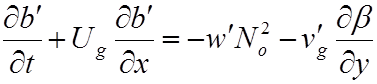 ∂b′/∂t + U_g ∂b′/∂x = −w′N_o^2 − v′_g ∂β/∂y